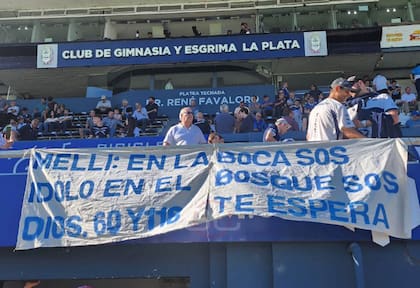 CLUB DE GIMNASIA Y ESGRIMA LA PLATA
PLATEA TECHADA
DR. RENE FAVALORO
MELLI: EN LA BOCA SOS
IDOLO EN EL BOSQUE SOS
DIOS. 60 Y 118 TE ESPERA